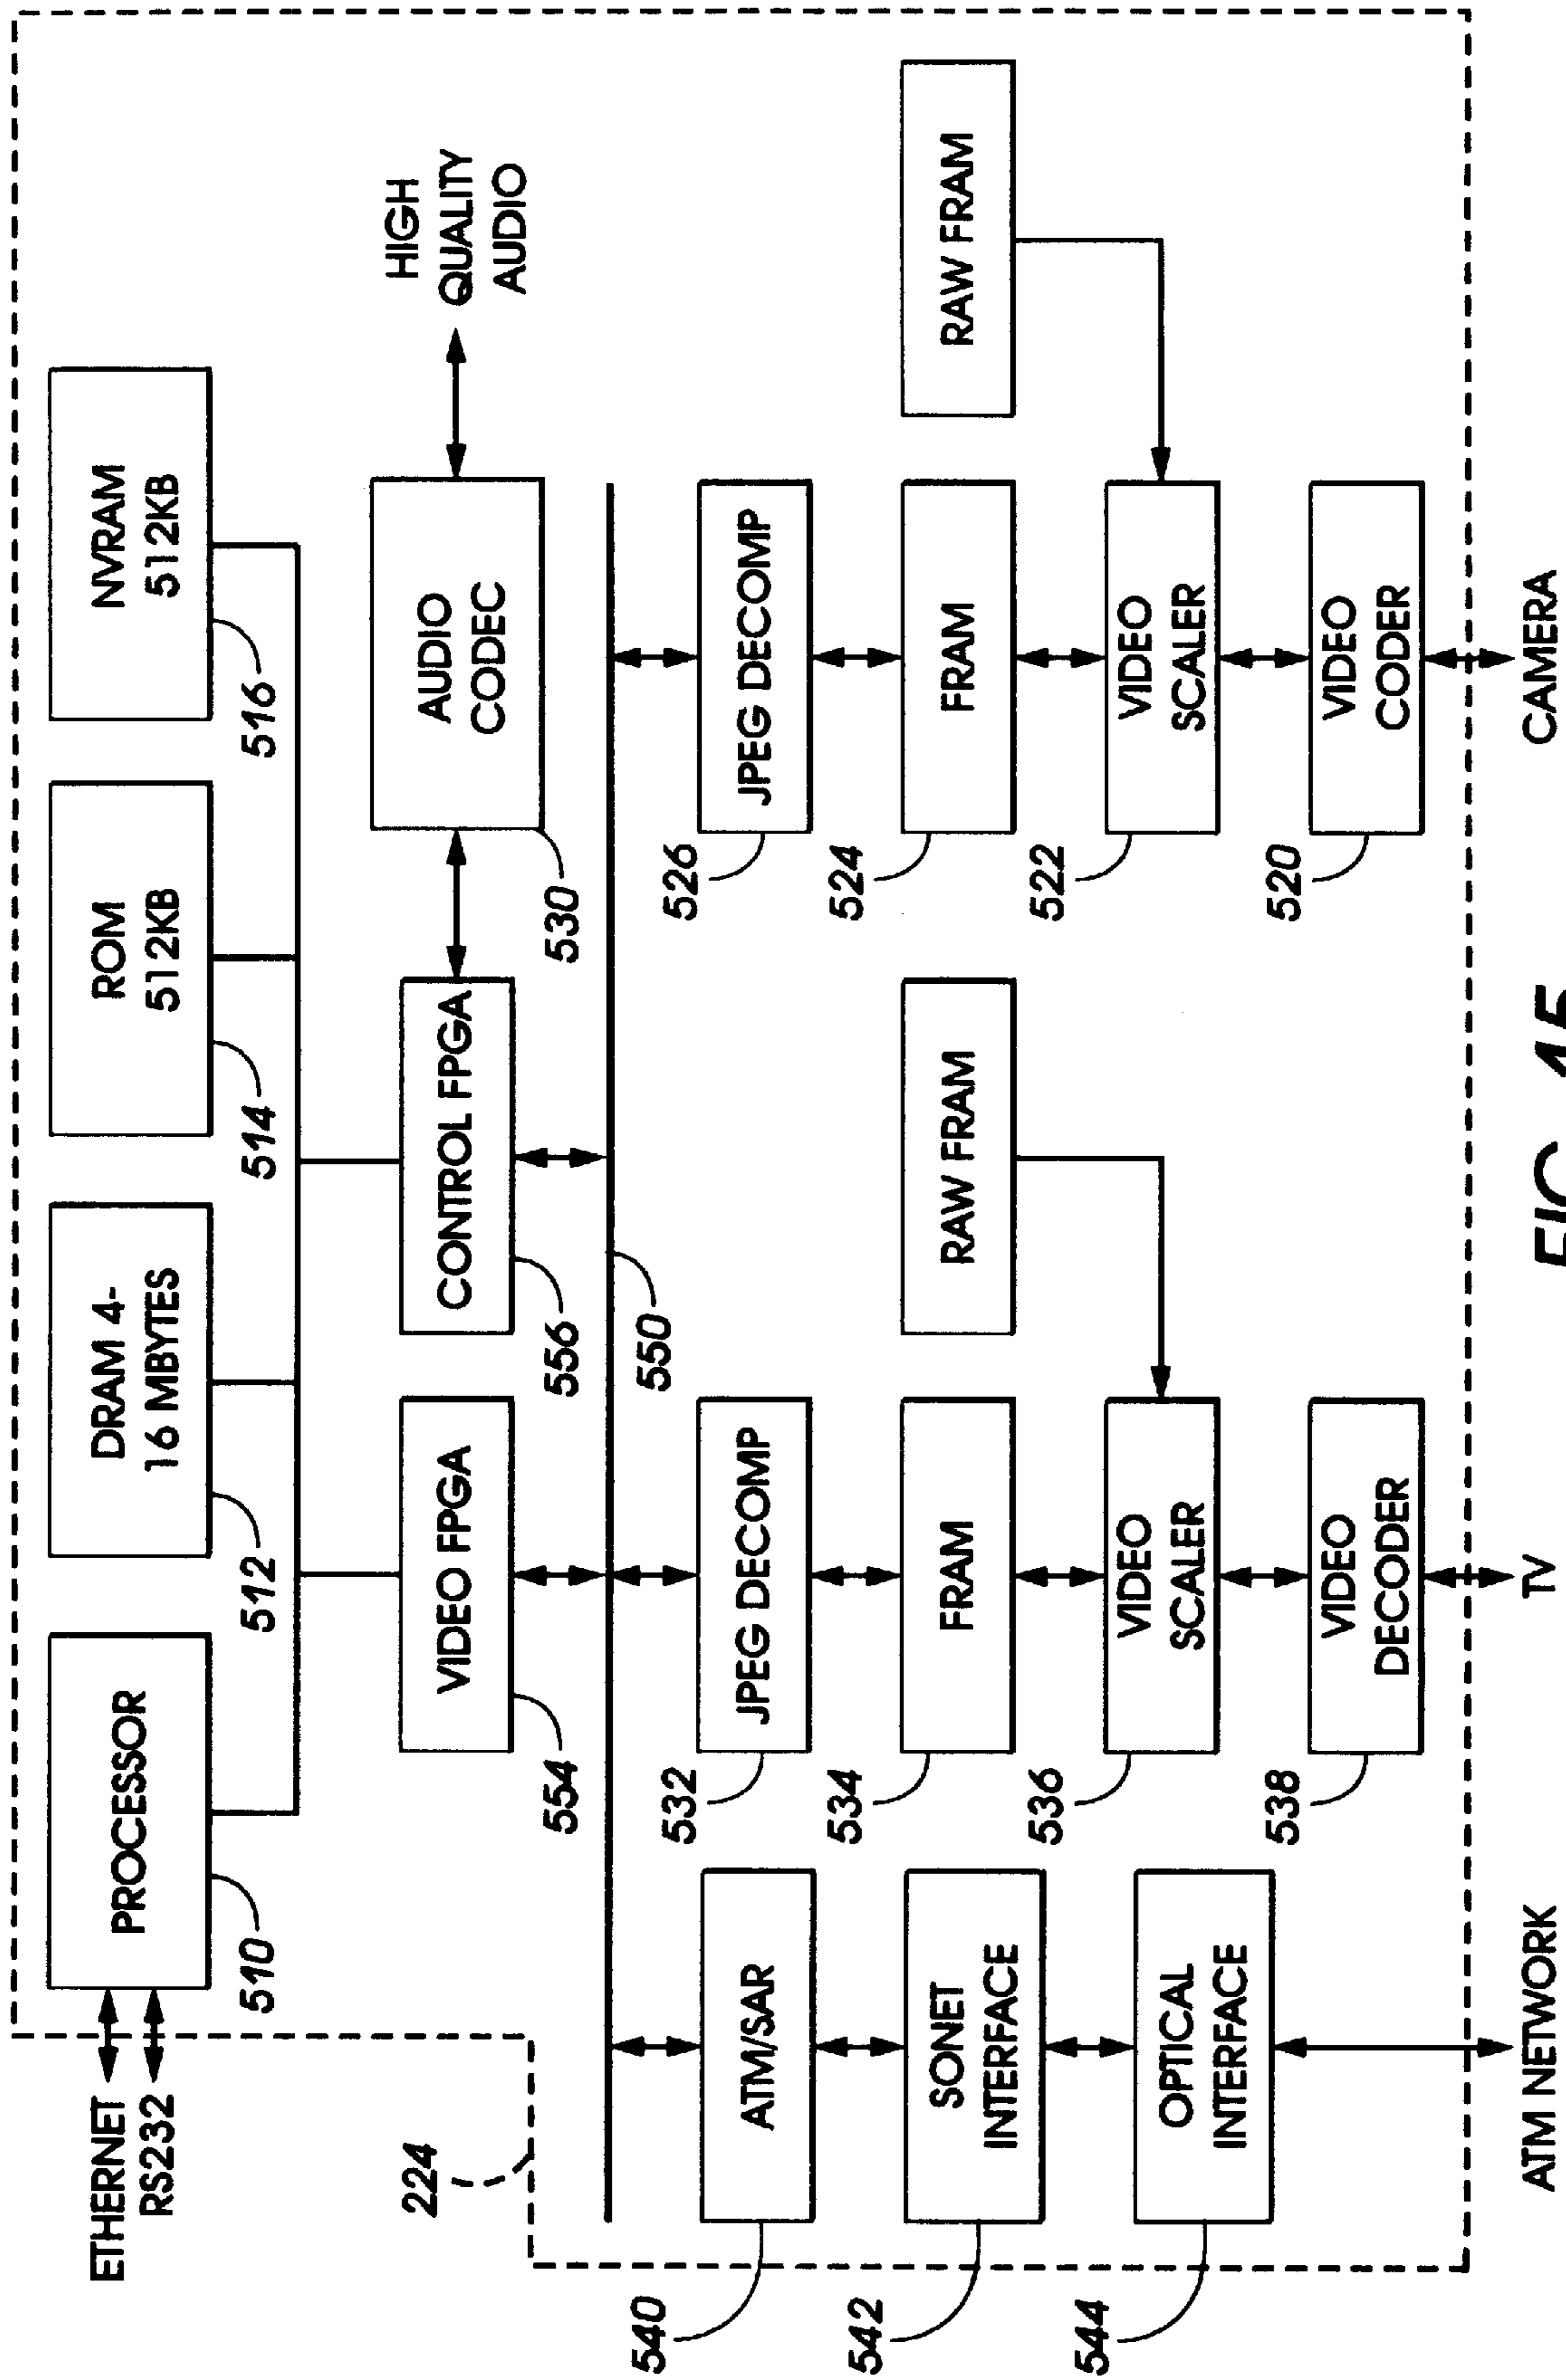 ETHERNET
RS232
PROCESSOR
510
DRAM 4-
16 MBYTES
512
ROM
512KB
514
NVRAM
512KB
516
224
VIDEO FPGA
554
CONTROL FPGA
556
AUDIO
CODEC
530
HIGH
QUALITY
AUDIO
550
ATM/SAR
540
JPEG DECOMP
532
JPEG DECOMP
526
SONET
INTERFACE
542
FRAM
534
RAW FRAM
FRAM
524
RAW FRAM
OPTICAL
INTERFACE
544
VIDEO
SCALER
536
VIDEO
SCALER
522
VIDEO
DECODER
538
VIDEO
CODER
520
ATM NETWORK
TV
CAMERA